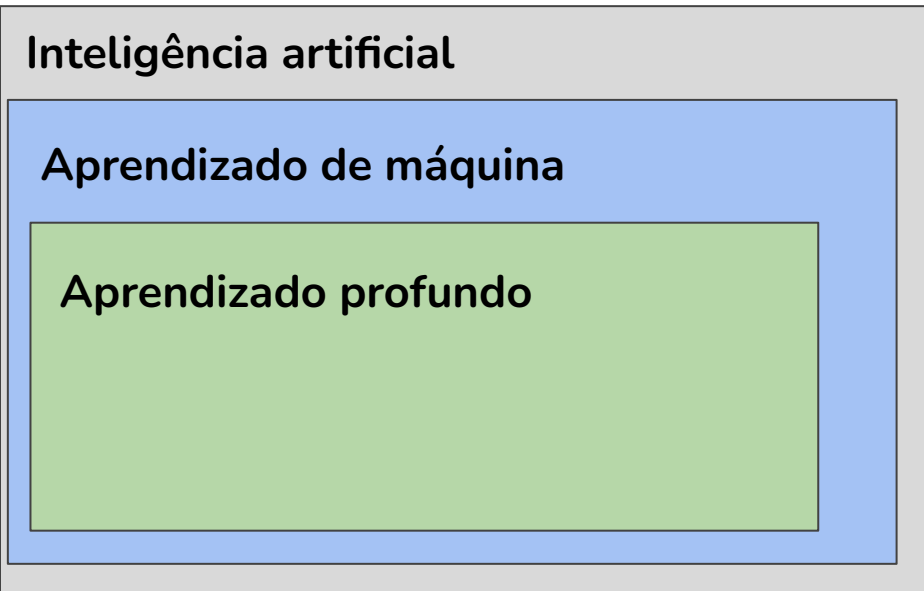 Inteligência artificial
Aprendizado de máquina
Aprendizado profundo